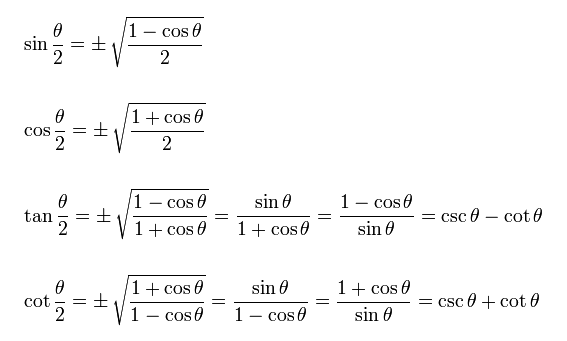 sin θ/2 = ± √((1 − cos θ)/2)
cos θ/2 = ± √((1 + cos θ)/2)
tan θ/2 = ± √((1 − cos θ)/(1 + cos θ)) = sin θ/(1 + cos θ) = (1 − cos θ)/sin θ = csc θ − cot θ
cot θ/2 = ± √((1 + cos θ)/(1 − cos θ)) = sin θ/(1 − cos θ) = (1 + cos θ)/sin θ = csc θ + cot θ